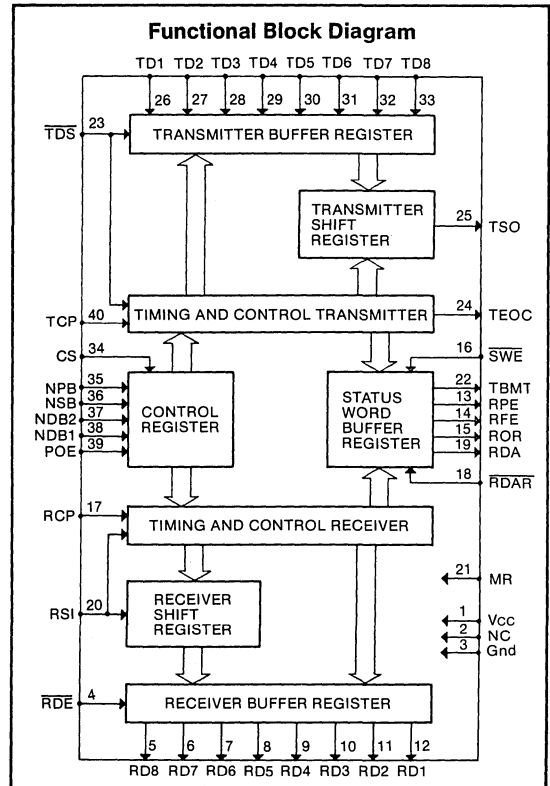 Functional Block Diagram
TD1 TD2 TD3 TD4 TD5 TD6 TD7 TD8
26 27 28 29 30 31 32 33
TDS 23
TRANSMITTER BUFFER REGISTER
TRANSMITTER
SHIFT
REGISTER
25 TSO
TCP 40
TIMING AND CONTROL TRANSMITTER
24 TEOC
CS 34
16 SWE
NPB 35
NSB 36
NDB2 37
NDB1 38
POE 39
CONTROL
REGISTER
STATUS
WORD
BUFFER
REGISTER
22 TBMT
13 RPE
14 RFE
15 ROR
19 RDA
18 RDAR
RCP 17
TIMING AND CONTROL RECEIVER
21 MR
RSI 20
RECEIVER
SHIFT
REGISTER
1 Vcc
2 NC
3 Gnd
RDE 4
RECEIVER BUFFER REGISTER
5 6 7 8 9 10 11 12
RD8 RD7 RD6 RD5 RD4 RD3 RD2 RD1